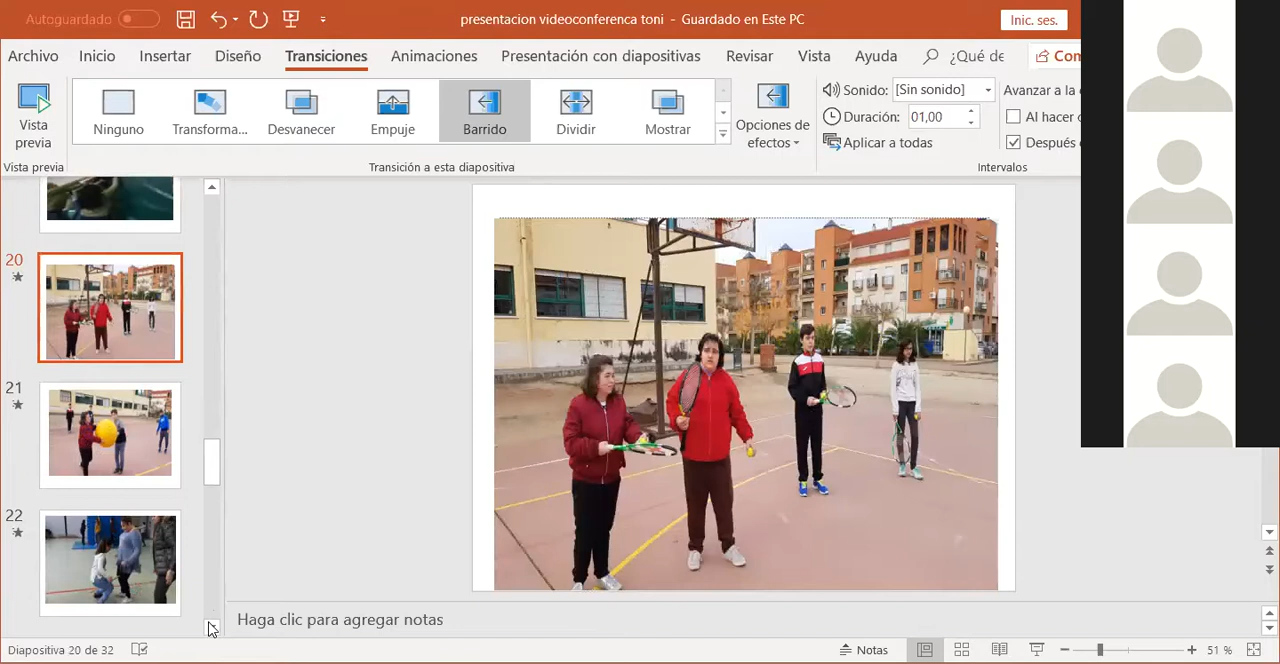 Autoguardado
presentacion videoconferenca toni - Guardado en Este PC
Inic. ses.
Archivo Inicio Insertar Diseño Transiciones Animaciones Presentación con diapositivas Revisar Vista Ayuda ¿Qué de
Vista previa
Ninguno Transforma... Desvanecer Empuje Barrido Dividir Mostrar
Opciones de efectos
Sonido: [Sin sonido]
Duración: 01,00
Aplicar a todas
Avanzar a la
Al hacer
Después
Vista previa
Transición a esta diapositiva
Intervalos
20
21
22
Haga clic para agregar notas
Diapositiva 20 de 32
Notas
51 %